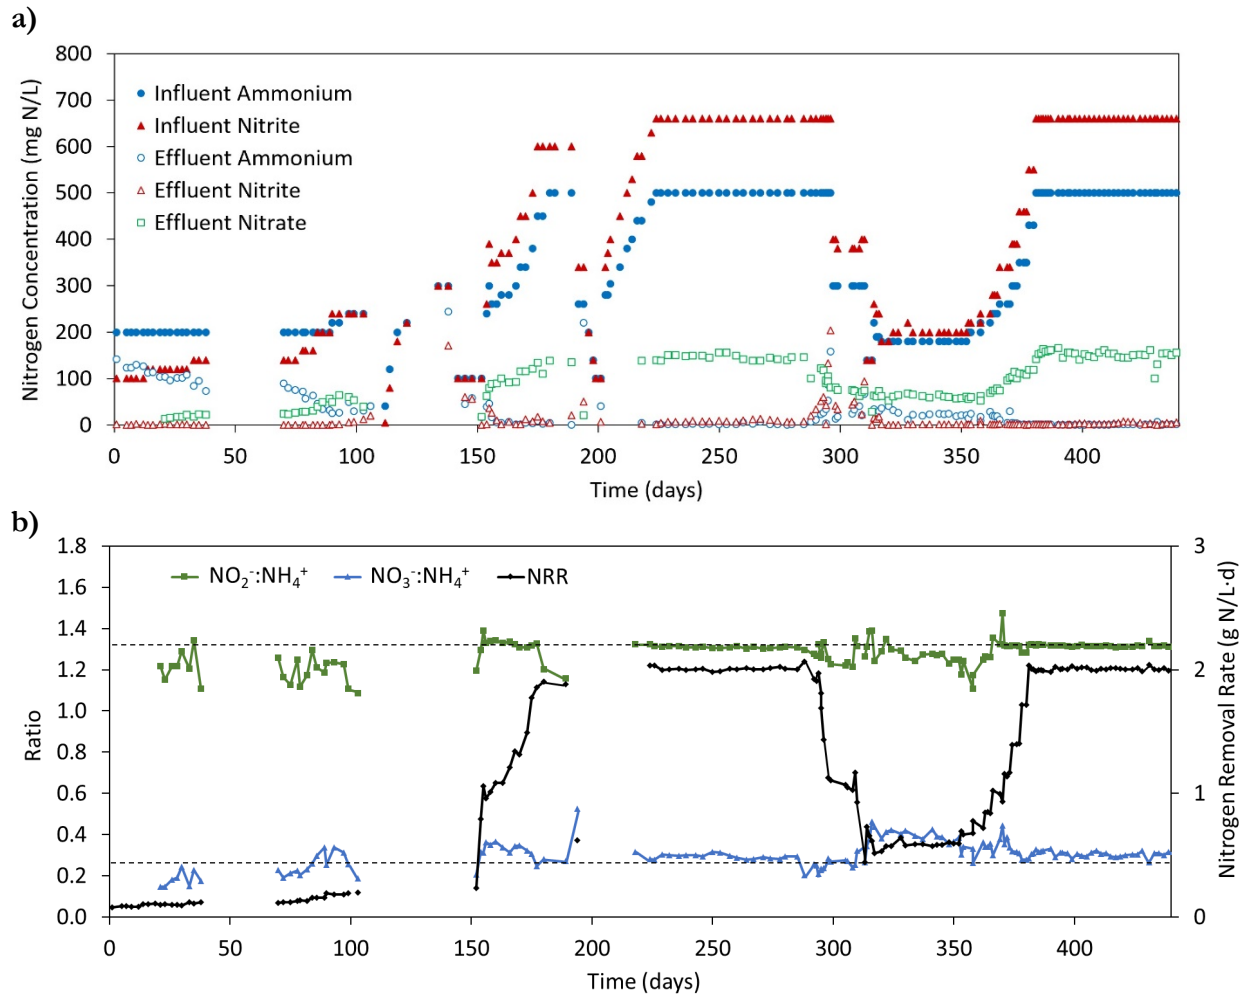 a)
Nitrogen Concentration (mg N/L)
800
700
600
500
400
300
200
100
0
Influent Ammonium
Influent Nitrite
Effluent Ammonium
Effluent Nitrite
Effluent Nitrate
0 50 100 150 200 250 300 350 400
Time (days)
b)
Ratio
1.8
1.6
1.4
1.2
1.0
0.8
0.6
0.4
0.2
0.0
NO₂⁻:NH₄⁺ NO₃⁻:NH₄⁺ NRR
3
2
1
0
Nitrogen Removal Rate (g N/L·d)
0 50 100 150 200 250 300 350 400
Time (days)